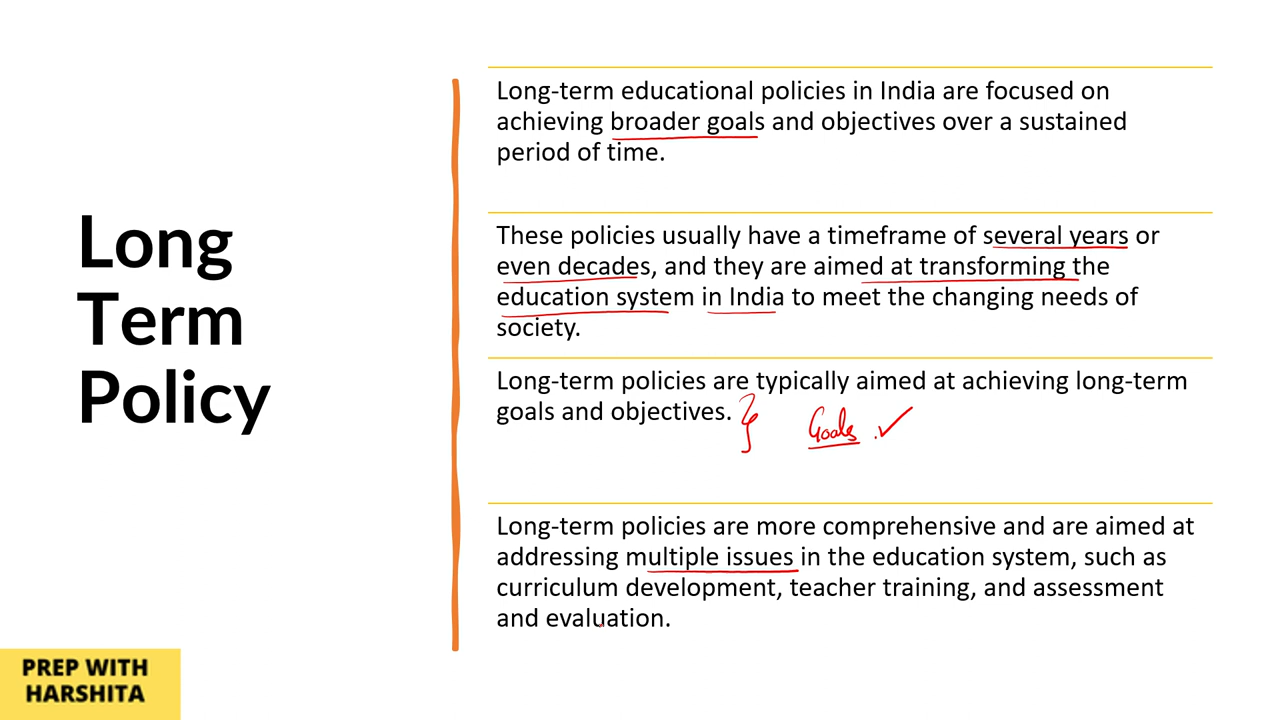 Long
Term
Policy
Long-term educational policies in India are focused on
achieving broader goals and objectives over a sustained
period of time.
These policies usually have a timeframe of several years or
even decades, and they are aimed at transforming the
education system in India to meet the changing needs of
society.
Long-term policies are typically aimed at achieving long-term
goals and objectives.
Goals
Long-term policies are more comprehensive and are aimed at
addressing multiple issues in the education system, such as
curriculum development, teacher training, and assessment
and evaluation.
PREP WITH
HARSHITA